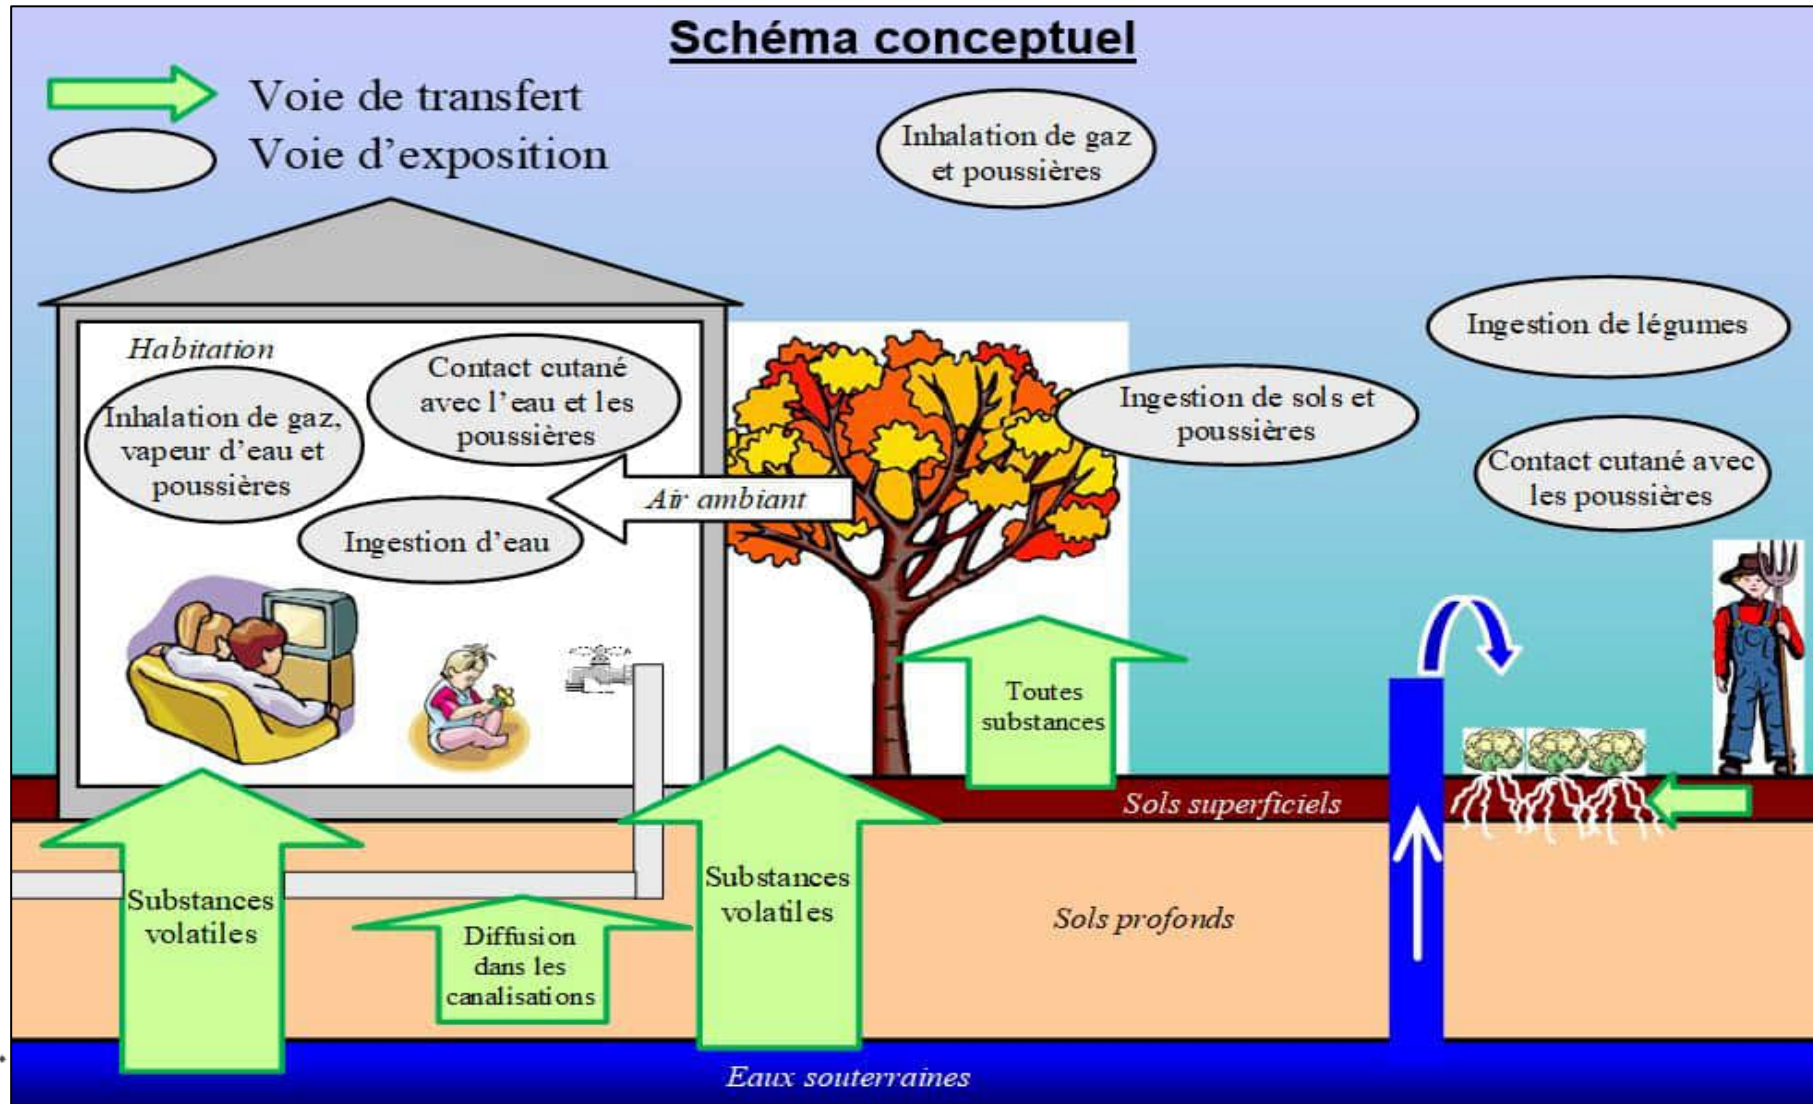 Schéma conceptuel
Voie de transfert
Voie d'exposition
Inhalation de gaz
et poussières
Habitation
Contact cutané
avec l'eau et les
poussières
Inhalation de gaz,
vapeur d'eau et
poussières
Ingestion d'eau
Air ambiant
Ingestion de légumes
Ingestion de sols et
poussières
Contact cutané avec
les poussières
Toutes
substances
Sols superficiels
Substances
volatiles
Diffusion
dans les
canalisations
Substances
volatiles
Sols profonds
Eaux souterraines